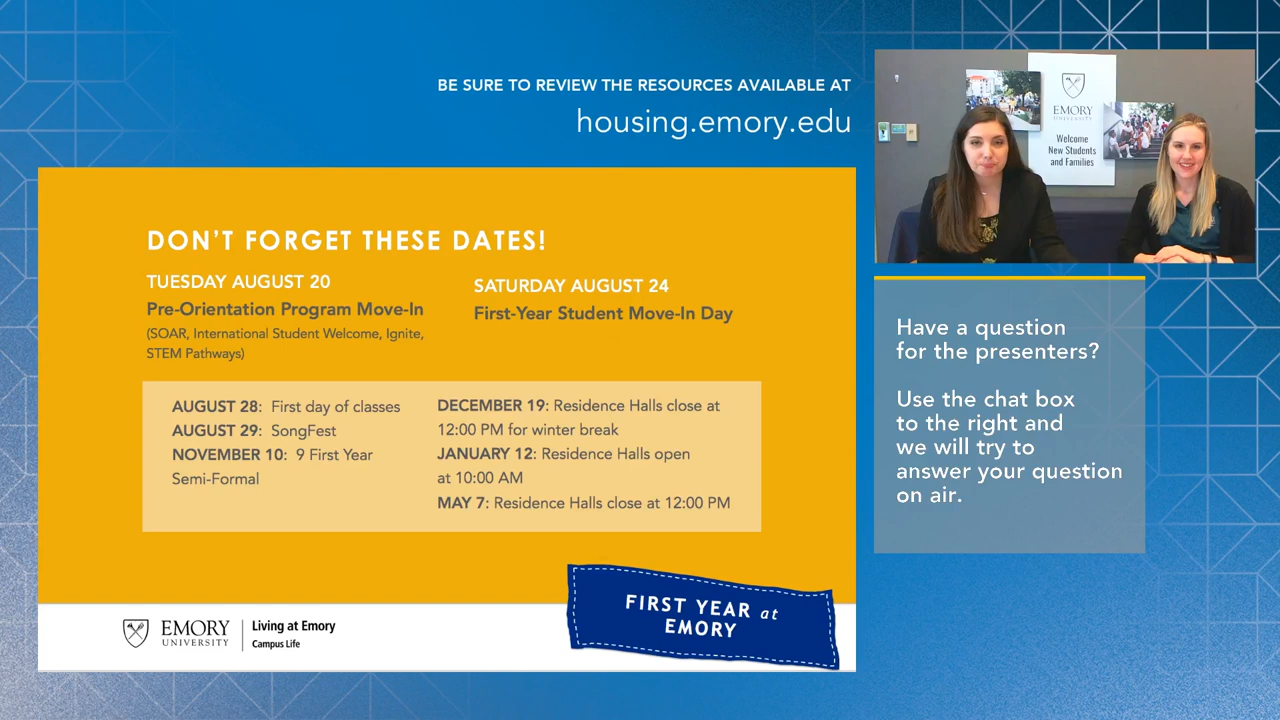 BE SURE TO REVIEW THE RESOURCES AVAILABLE AT
housing.emory.edu
DON'T FORGET THESE DATES!
TUESDAY AUGUST 20
Pre-Orientation Program Move-In
(SOAR, International Student Welcome, Ignite,
STEM Pathways)
SATURDAY AUGUST 24
First-Year Student Move-In Day
AUGUST 28: First day of classes
AUGUST 29: SongFest
NOVEMBER 10: 9 First Year
Semi-Formal
DECEMBER 19: Residence Halls close at
12:00 PM for winter break
JANUARY 12: Residence Halls open
at 10:00 AM
MAY 7: Residence Halls close at 12:00 PM
FIRST YEAR at
EMORY
EMORY
UNIVERSITY
Living at Emory
Campus Life
EMORY
UNIVERSITY
Welcome
New Students
and Families
Have a question
for the presenters?
Use the chat box
to the right and
we will try to
answer your question
on air.